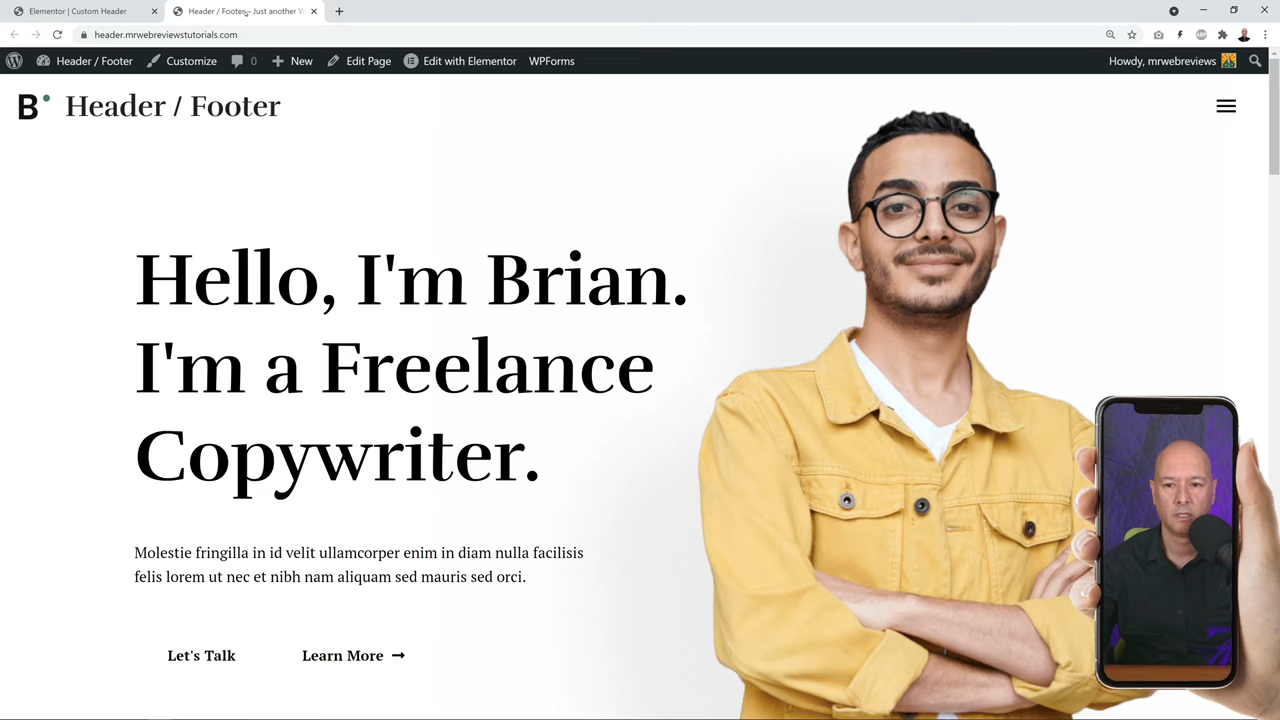 Elementor | Custom Header
Header / Footer – Just another W
header.mrwebreviewstutorials.com
Header / Footer
Customize
0
New
Edit Page
Edit with Elementor
WPForms
Howdy, mrwebreviews
B
Header / Footer
Hello, I'm Brian.
I'm a Freelance
Copywriter.
Molestie fringilla in id velit ullamcorper enim in diam nulla facilisis
felis lorem ut nec et nibh nam aliquam sed mauris sed orci.
Let's Talk
Learn More